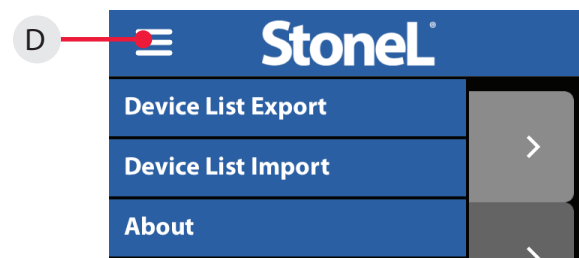 D
StoneL®
Device List Export
Device List Import
About